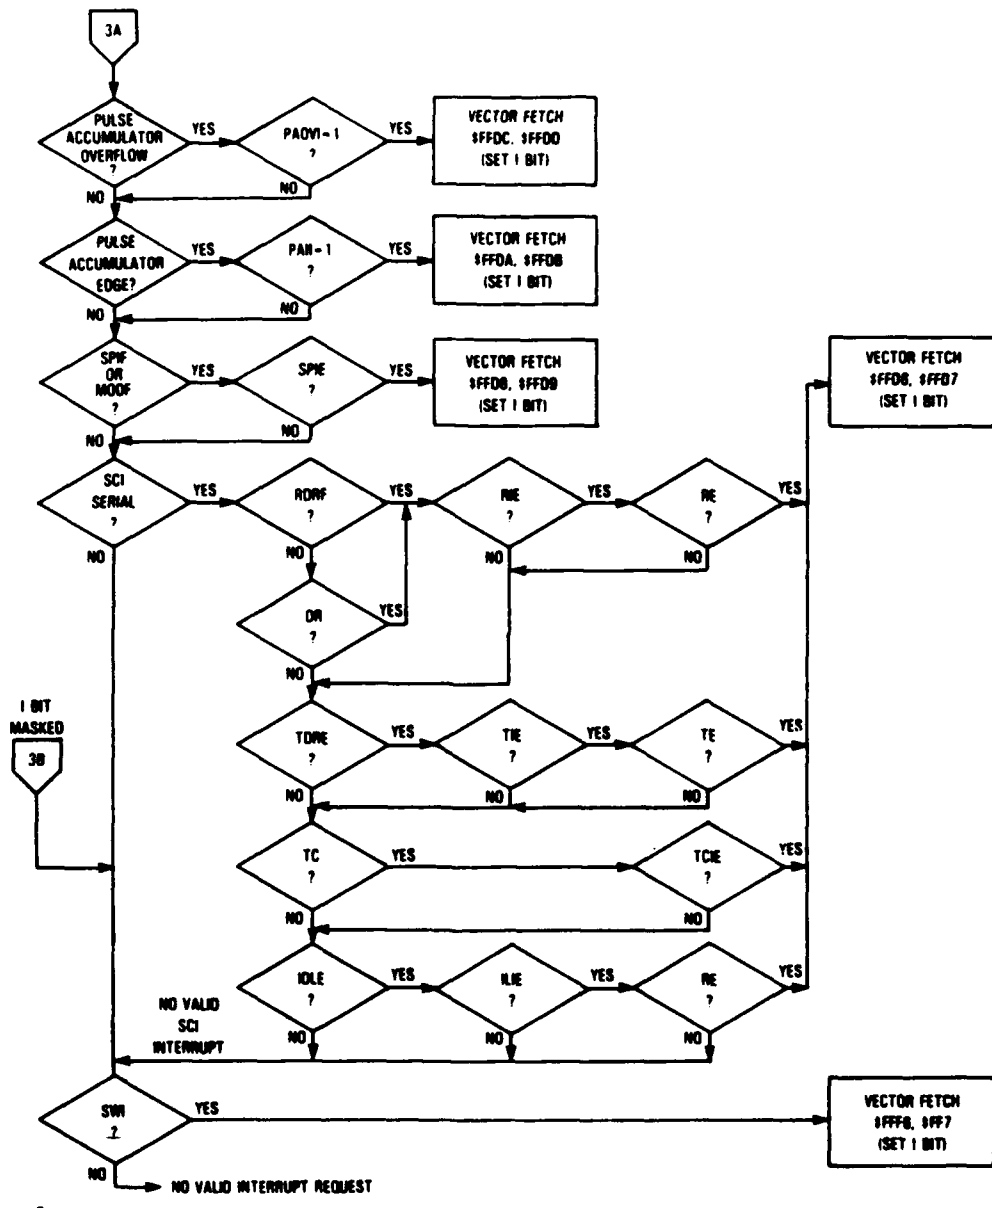 3A
PULSE
ACCUMULATOR
OVERFLOW
?
YES
NO
PAOVI = 1
?
YES
NO
VECTOR FETCH
$FFDC, $FFDD
(SET I BIT)
PULSE
ACCUMULATOR
EDGE?
YES
NO
PAII = 1
?
YES
NO
VECTOR FETCH
$FFDA, $FFDB
(SET I BIT)
SPIF
OR
MODF
?
YES
NO
SPIE
?
YES
NO
VECTOR FETCH
$FFD8, $FFD9
(SET I BIT)
VECTOR FETCH
$FFD6, $FFD7
(SET I BIT)
SCI
SERIAL
?
YES
NO
RDRF
?
YES
NO
RIE
?
YES
NO
RE
?
YES
NO
OR
?
YES
NO
I BIT
MASKED
3B
TDRE
?
YES
NO
TIE
?
YES
NO
TE
?
YES
NO
TC
?
YES
NO
TCIE
?
YES
NO
IDLE
?
YES
NO
ILIE
?
YES
NO
RE
?
YES
NO
NO VALID
SCI
INTERRUPT
SWI
?
YES
NO
VECTOR FETCH
$FFF6, $FF7
(SET I BIT)
NO VALID INTERRUPT REQUEST